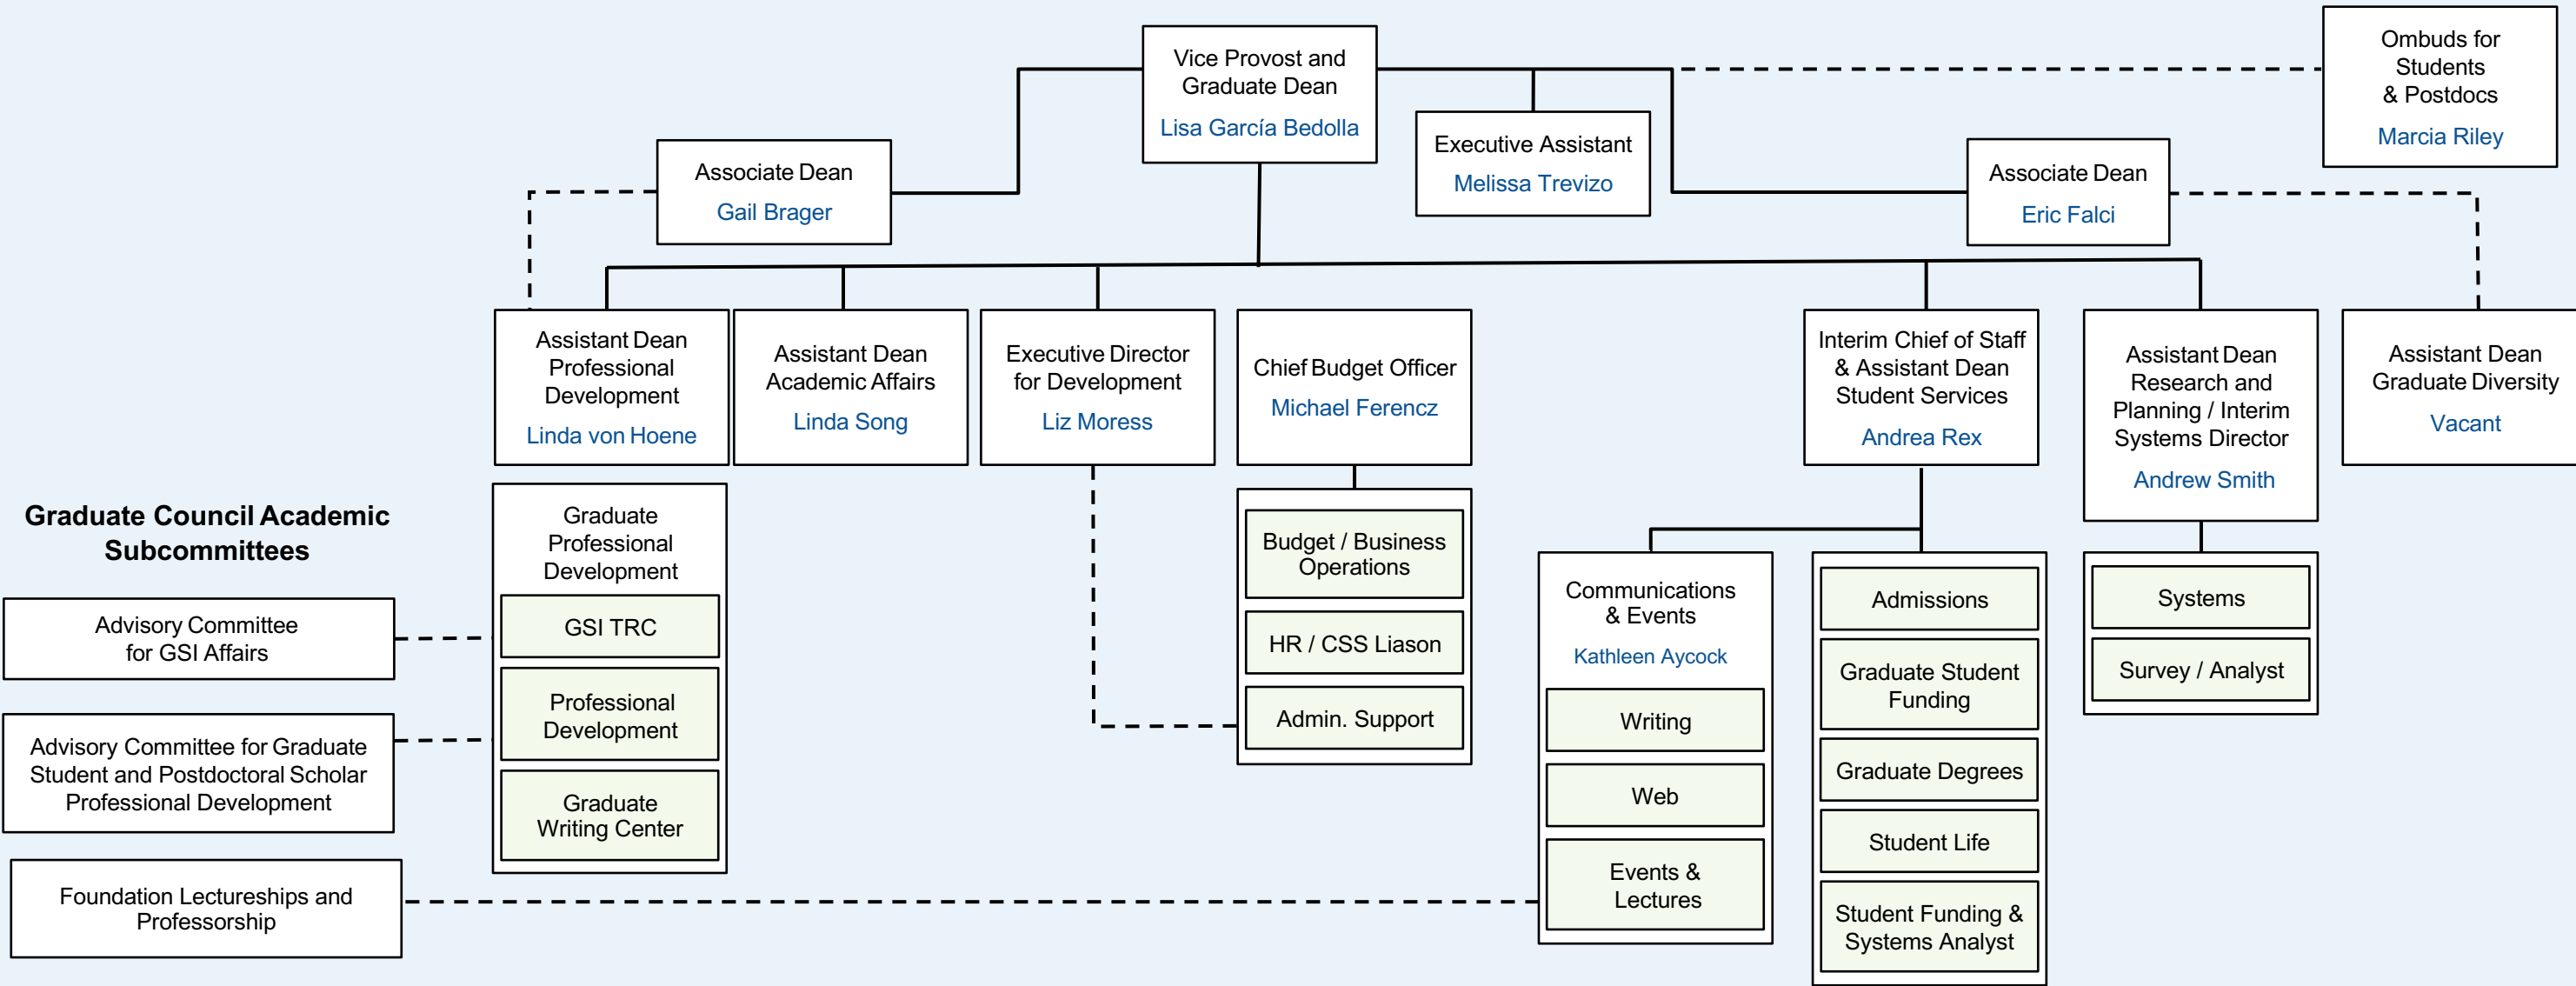 Vice Provost and
Graduate Dean
Lisa García Bedolla
Ombuds for
Students
& Postdocs
Marcia Riley
Executive Assistant
Melissa Trevizo
Associate Dean
Gail Brager
Associate Dean
Eric Falci
Assistant Dean
Professional
Development
Linda von Hoene
Assistant Dean
Academic Affairs
Linda Song
Executive Director
for Development
Liz Moress
Chief Budget Officer
Michael Ferencz
Interim Chief of Staff
& Assistant Dean
Student Services
Andrea Rex
Assistant Dean
Research and
Planning / Interim
Systems Director
Andrew Smith
Assistant Dean
Graduate Diversity
Vacant
Graduate Council Academic
Subcommittees
Advisory Committee
for GSI Affairs
Advisory Committee for Graduate
Student and Postdoctoral Scholar
Professional Development
Foundation Lectureships and
Professorship
Graduate
Professional
Development
GSI TRC
Professional
Development
Graduate
Writing Center
Budget / Business
Operations
HR / CSS Liason
Admin. Support
Communications
& Events
Kathleen Aycock
Writing
Web
Events &
Lectures
Admissions
Graduate Student
Funding
Graduate Degrees
Student Life
Student Funding &
Systems Analyst
Systems
Survey / Analyst